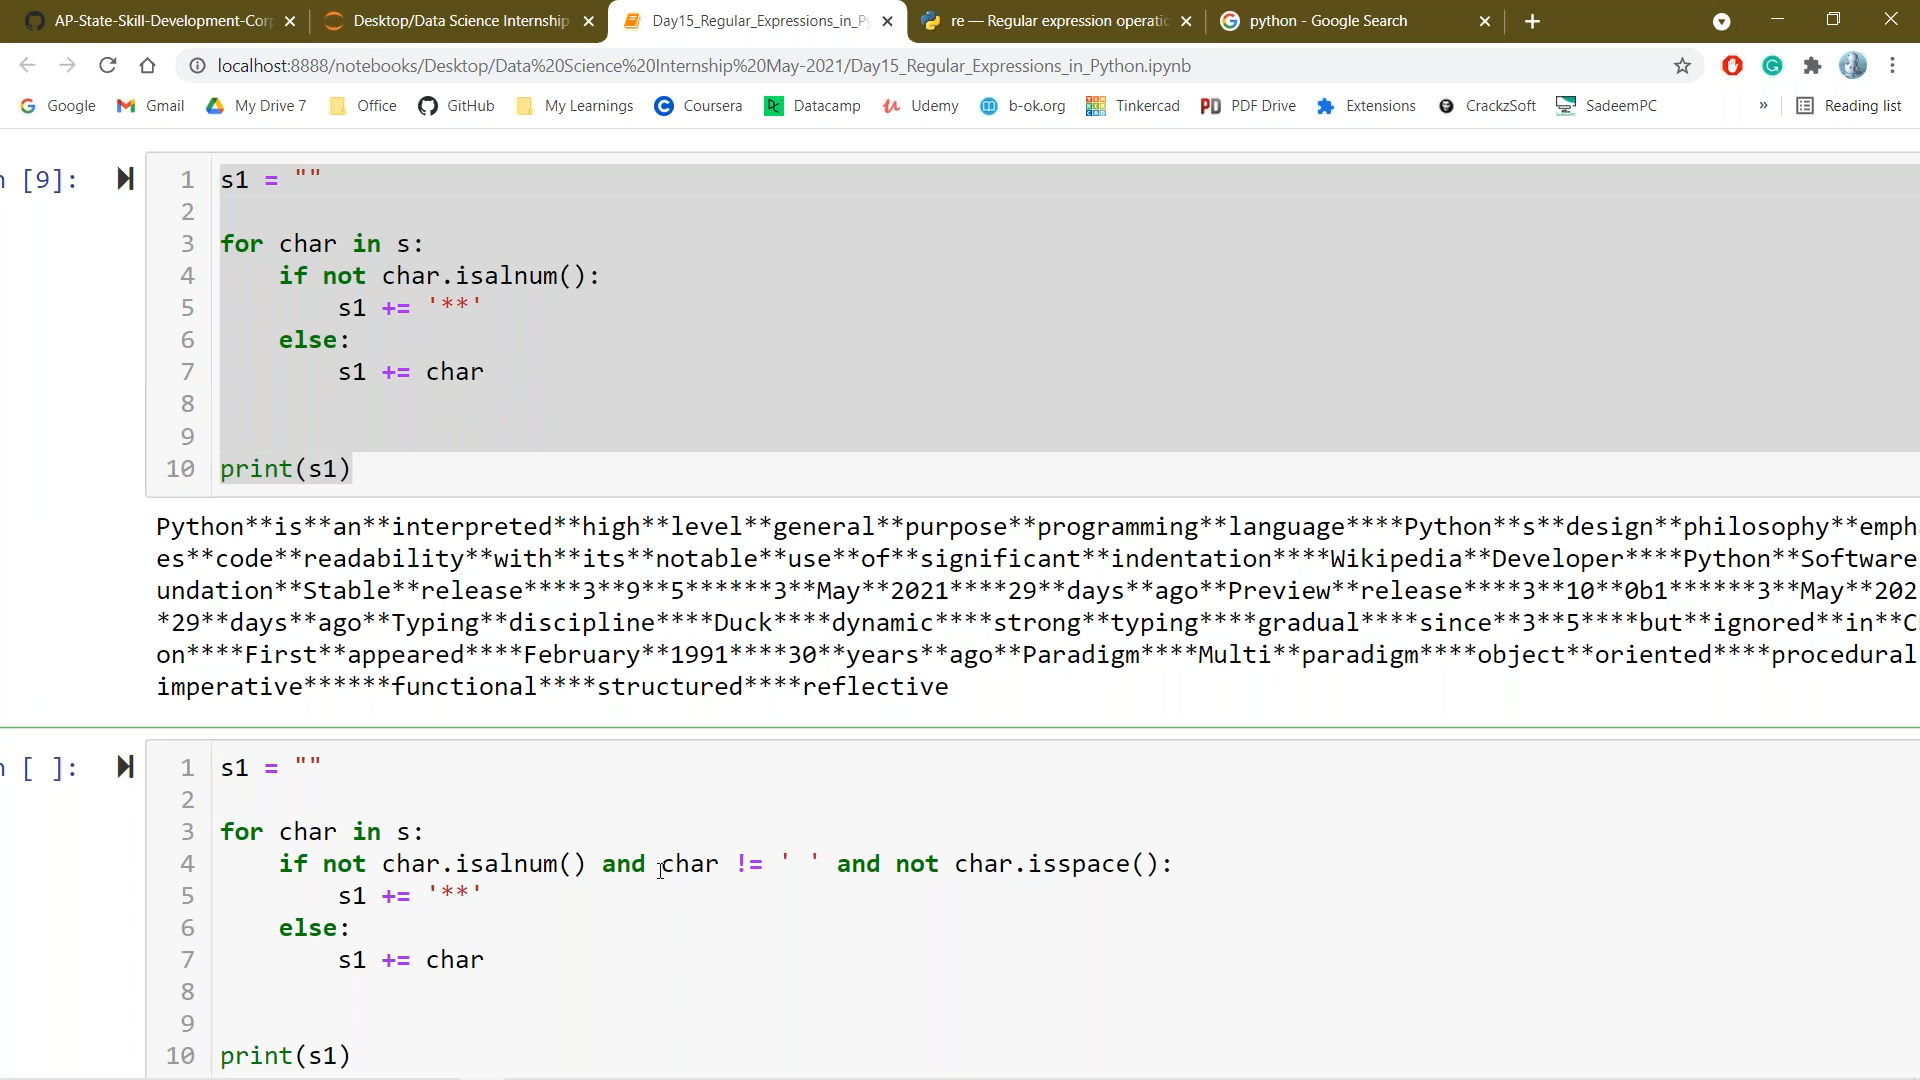 AP-State-Skill-Development-Corp
Desktop/Data Science Internship
Day15_Regular_Expressions_in_Py
re — Regular expression operatic
python - Google Search
localhost:8888/notebooks/Desktop/Data%20Science%20Internship%20May-2021/Day15_Regular_Expressions_in_Python.ipynb
Google Gmail My Drive 7 Office GitHub My Learnings Coursera Datacamp Udemy b-ok.org Tinkercad PDF Drive Extensions CrackzSoft SadeemPC » Reading list
n [9]:
1 s1 = ""
2
3 for char in s:
4     if not char.isalnum():
5         s1 += '**'
6     else:
7         s1 += char
8
9
10 print(s1)
Python**is**an**interpreted**high**level**general**purpose**programming**language****Python**s**design**philosophy**emph
es**code**readability**with**its**notable**use**of**significant**indentation****Wikipedia**Developer****Python**Software
undation**Stable**release****3**9**5******3**May**2021****29**days**ago**Preview**release****3**10**0b1******3**May**202
*29**days**ago**Typing**discipline****Duck****dynamic****strong**typing****gradual****since**3**5****but**ignored**in**C
on****First**appeared****February**1991****30**years**ago**Paradigm****Multi**paradigm****object**oriented****procedural
imperative******functional****structured****reflective
n [ ]:
1 s1 = ""
2
3 for char in s:
4     if not char.isalnum() and char != ' ' and not char.isspace():
5         s1 += '**'
6     else:
7         s1 += char
8
9
10 print(s1)